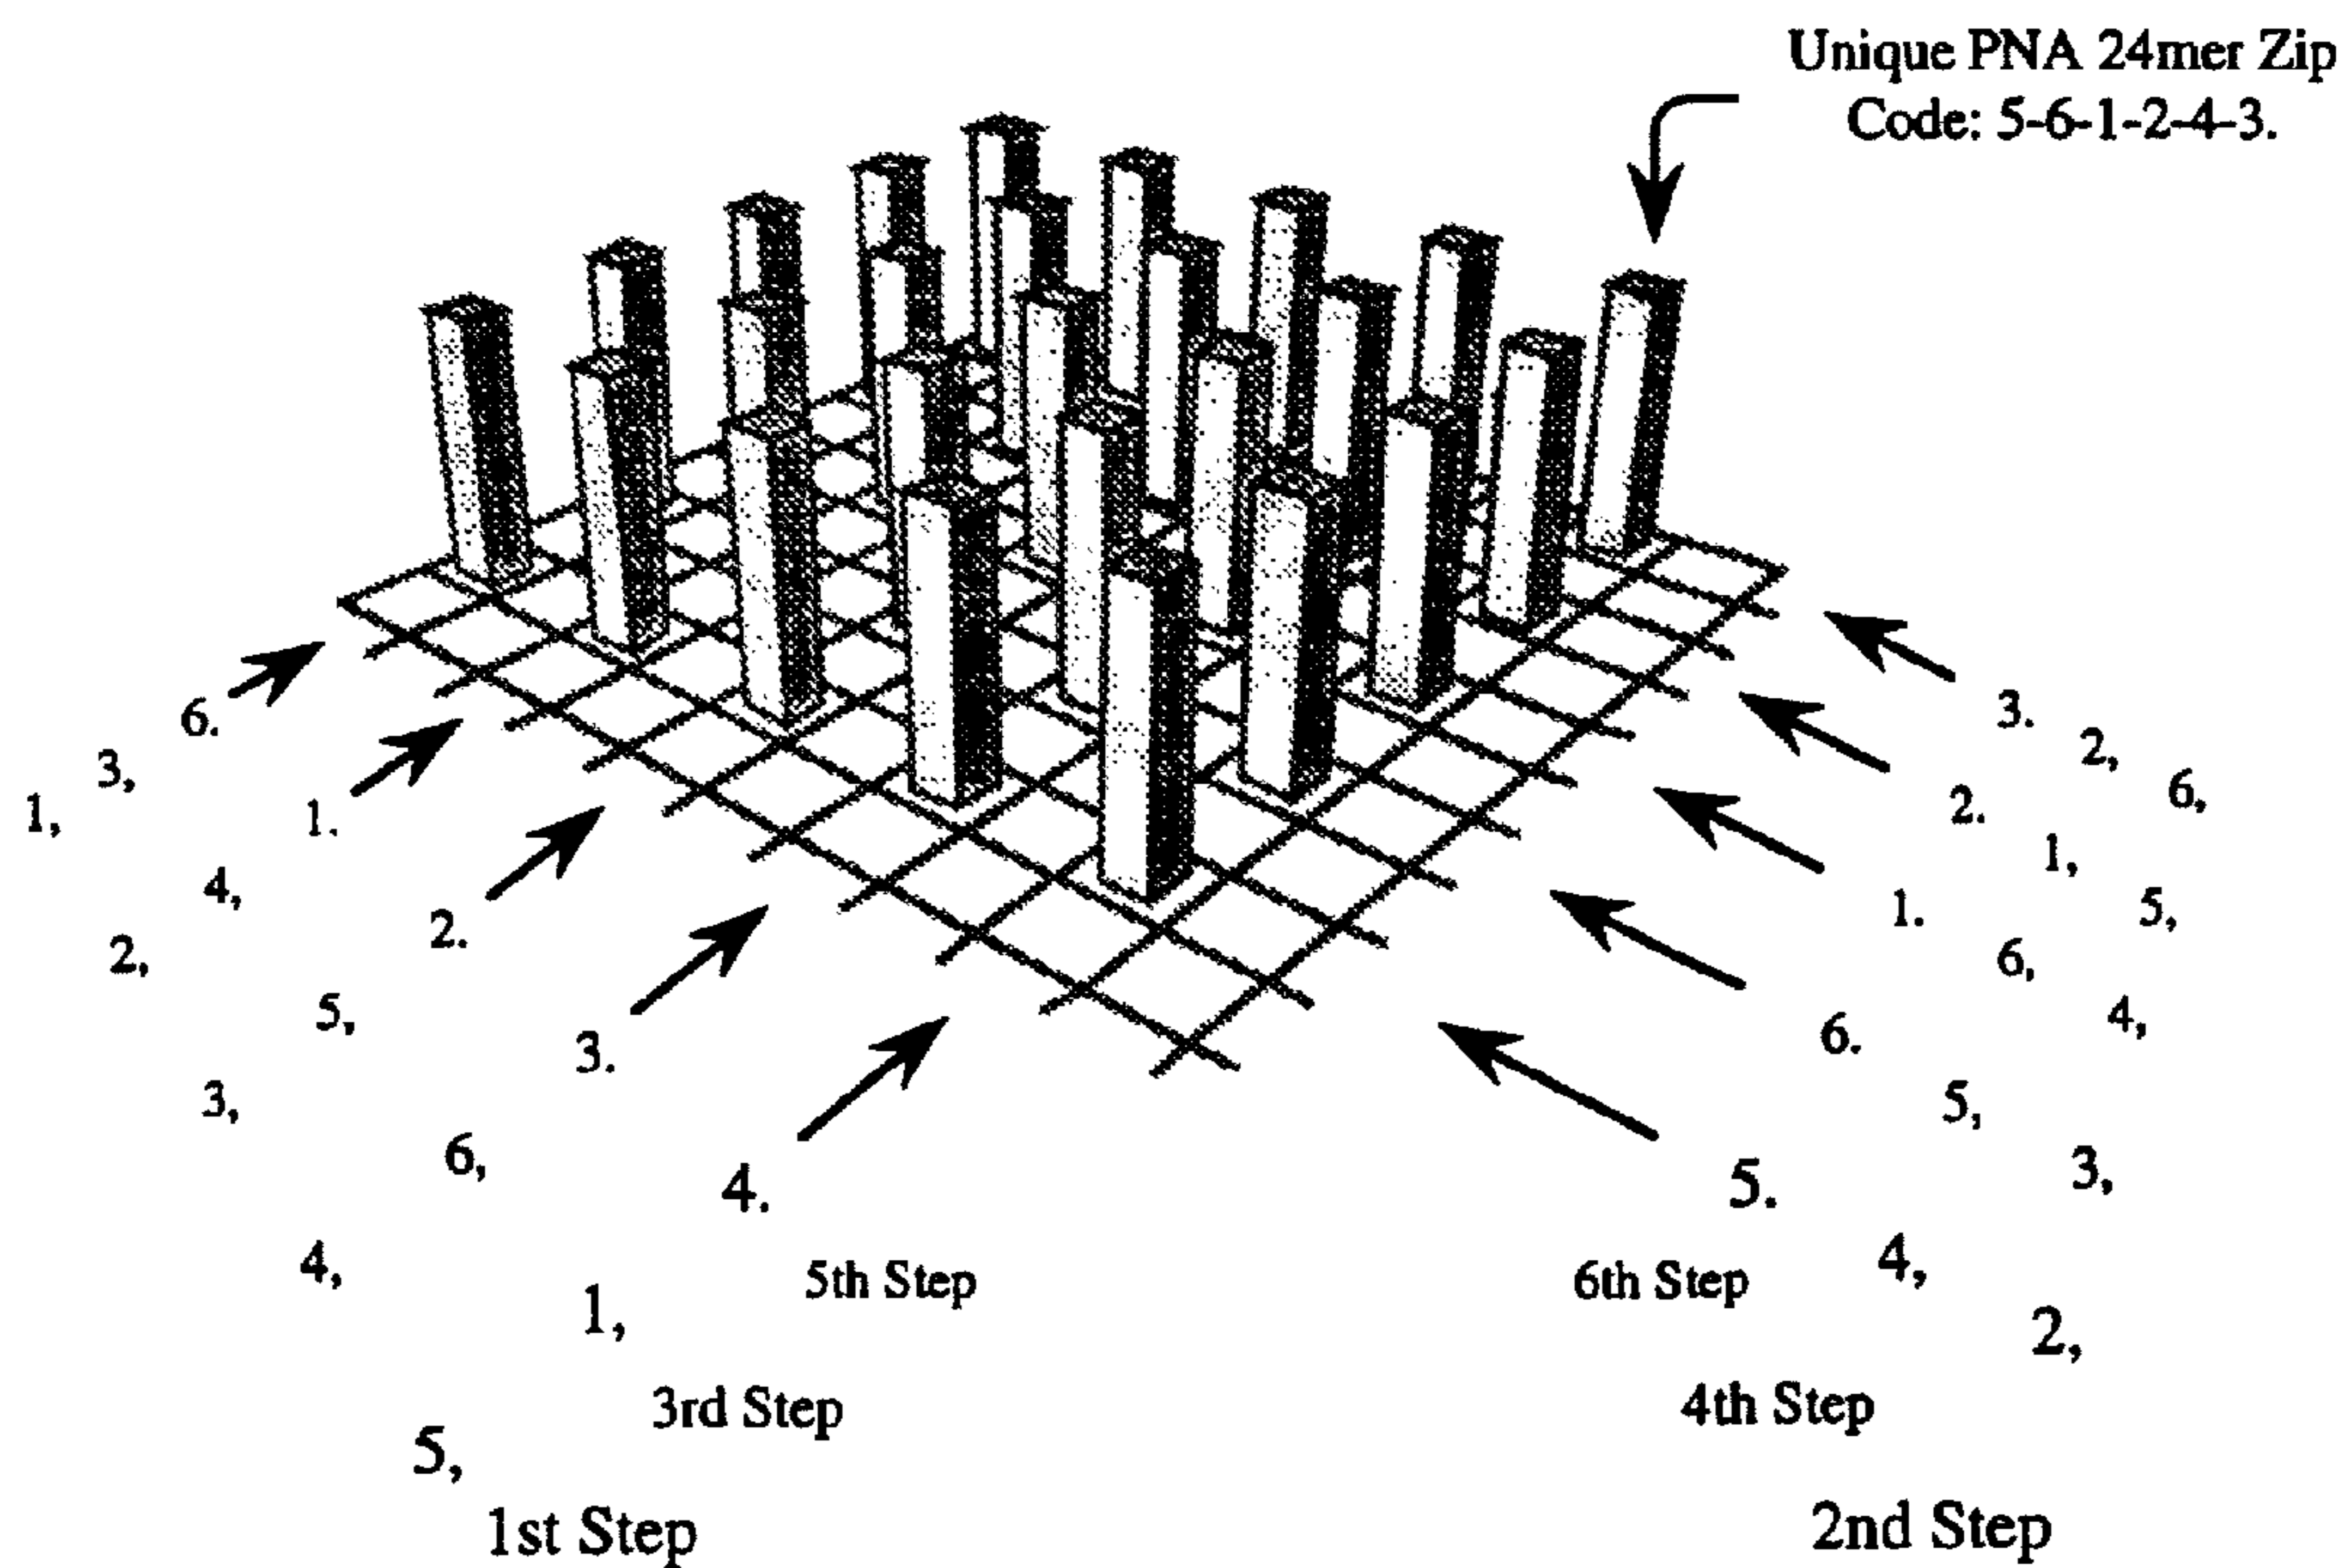 Unique PNA 24mer Zip
Code: 5-6-1-2-4-3.
1, 3, 6.
2, 4, 1.
3, 5, 2.
4, 6, 3.
5, 1, 4.
3. 2, 6,
2. 1, 5,
1. 6, 4,
6. 5, 3,
5. 4, 2,
5th Step
6th Step
3rd Step
4th Step
1st Step
2nd Step